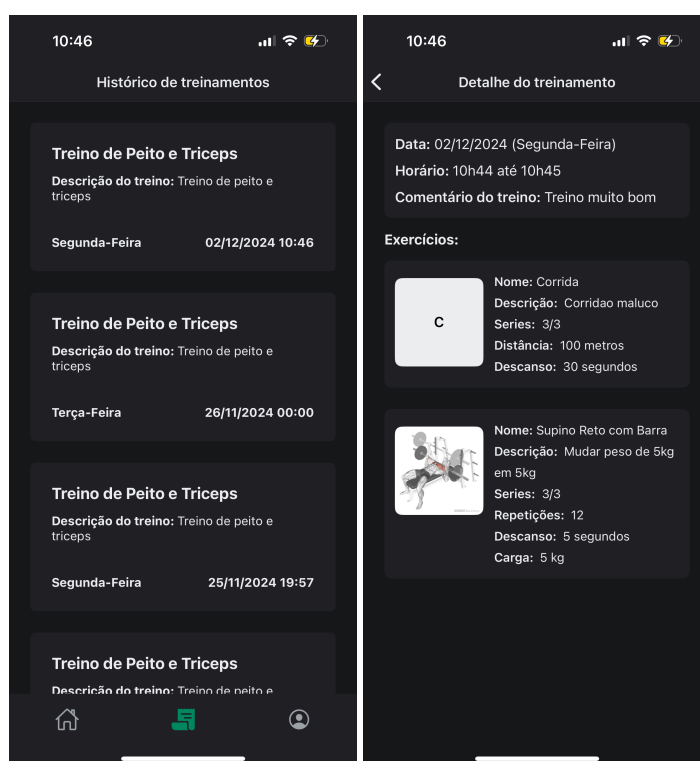 10:46
Histórico de treinamentos
Treino de Peito e Triceps
Descrição do treino: Treino de peito e
triceps
Segunda-Feira 02/12/2024 10:46
Treino de Peito e Triceps
Descrição do treino: Treino de peito e
triceps
Terça-Feira 26/11/2024 00:00
Treino de Peito e Triceps
Descrição do treino: Treino de peito e
triceps
Segunda-Feira 25/11/2024 19:57
Treino de Peito e Triceps
Descrição do treino: Treino de peito e
10:46
Detalhe do treinamento
Data: 02/12/2024 (Segunda-Feira)
Horário: 10h44 até 10h45
Comentário do treino: Treino muito bom
Exercícios:
C
Nome: Corrida
Descrição: Corridao maluco
Series: 3/3
Distância: 100 metros
Descanso: 30 segundos
Nome: Supino Reto com Barra
Descrição: Mudar peso de 5kg
em 5kg
Series: 3/3
Repetições: 12
Descanso: 5 segundos
Carga: 5 kg